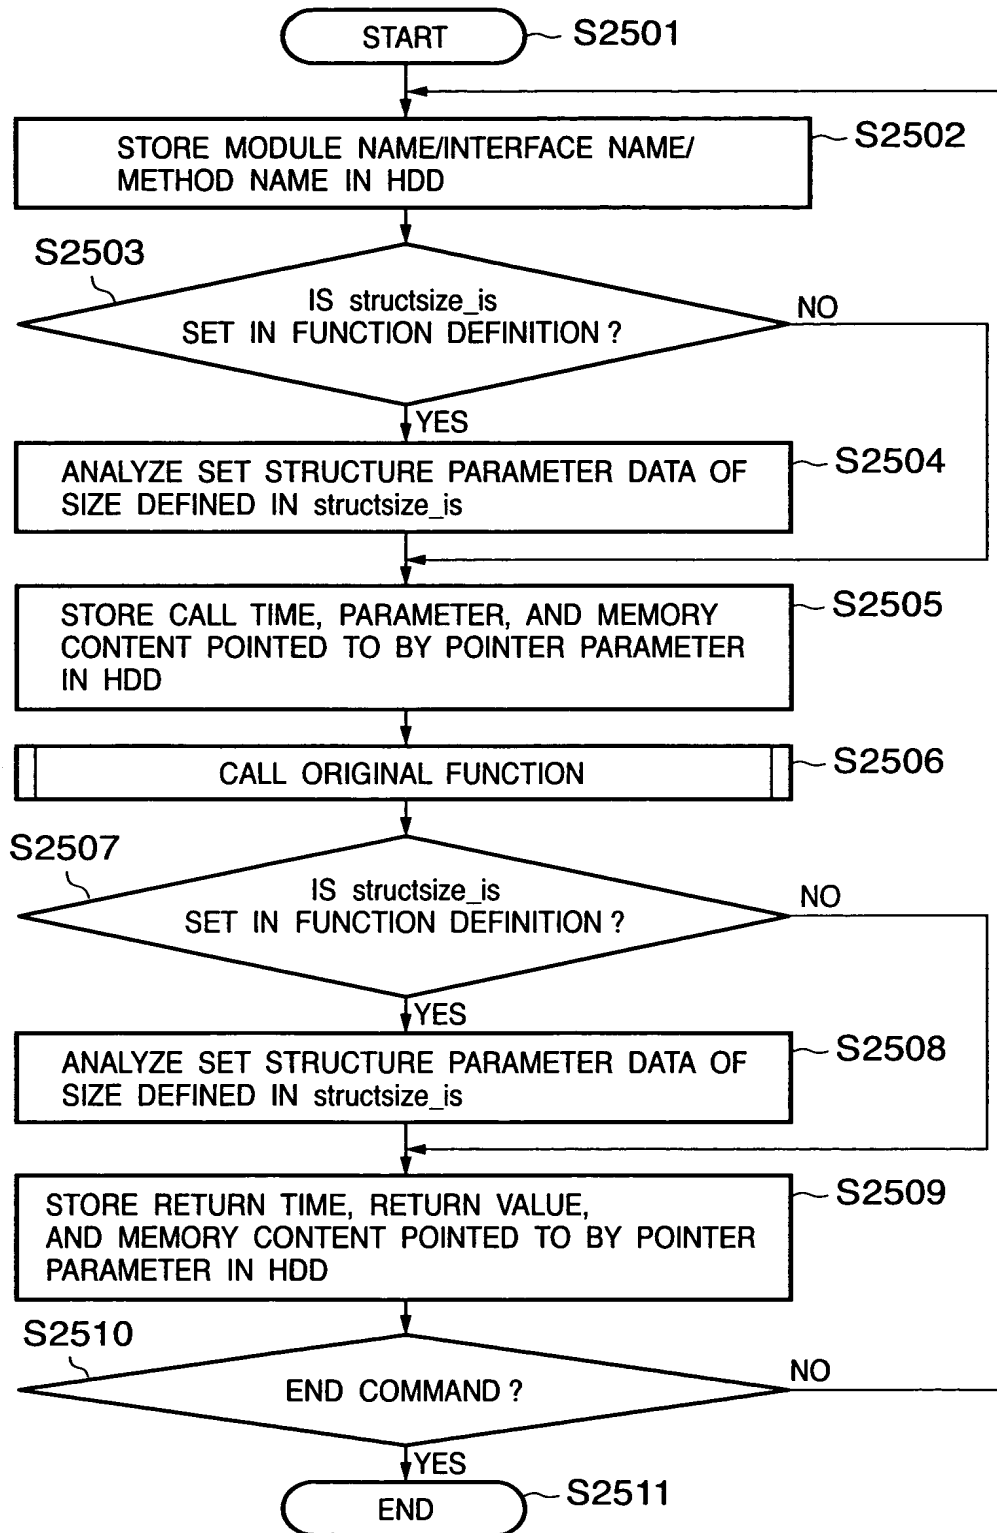 START
S2501
S2502
STORE MODULE NAME/INTERFACE NAME/
METHOD NAME IN HDD
S2503
IS structsize_is
SET IN FUNCTION DEFINITION ?
NO
YES
S2504
ANALYZE SET STRUCTURE PARAMETER DATA OF
SIZE DEFINED IN structsize_is
S2505
STORE CALL TIME, PARAMETER, AND MEMORY
CONTENT POINTED TO BY POINTER PARAMETER
IN HDD
S2506
CALL ORIGINAL FUNCTION
S2507
IS structsize_is
SET IN FUNCTION DEFINITION ?
NO
YES
S2508
ANALYZE SET STRUCTURE PARAMETER DATA OF
SIZE DEFINED IN structsize_is
S2509
STORE RETURN TIME, RETURN VALUE,
AND MEMORY CONTENT POINTED TO BY POINTER
PARAMETER IN HDD
S2510
END COMMAND ?
NO
YES
S2511
END